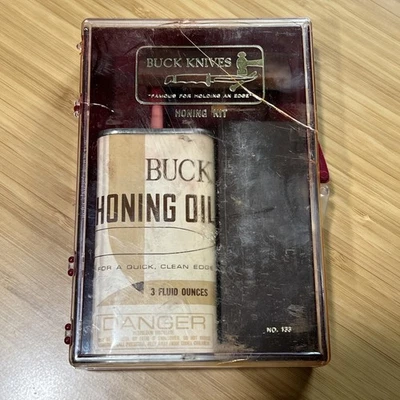 BUCK KNIVES
"FAMOUS FOR HOLDING AN EDGE"
HONING KIT
BUCK
HONING OIL
FOR A QUICK, CLEAN EDGE
3 FLUID OUNCES
DANGER
NO. 133